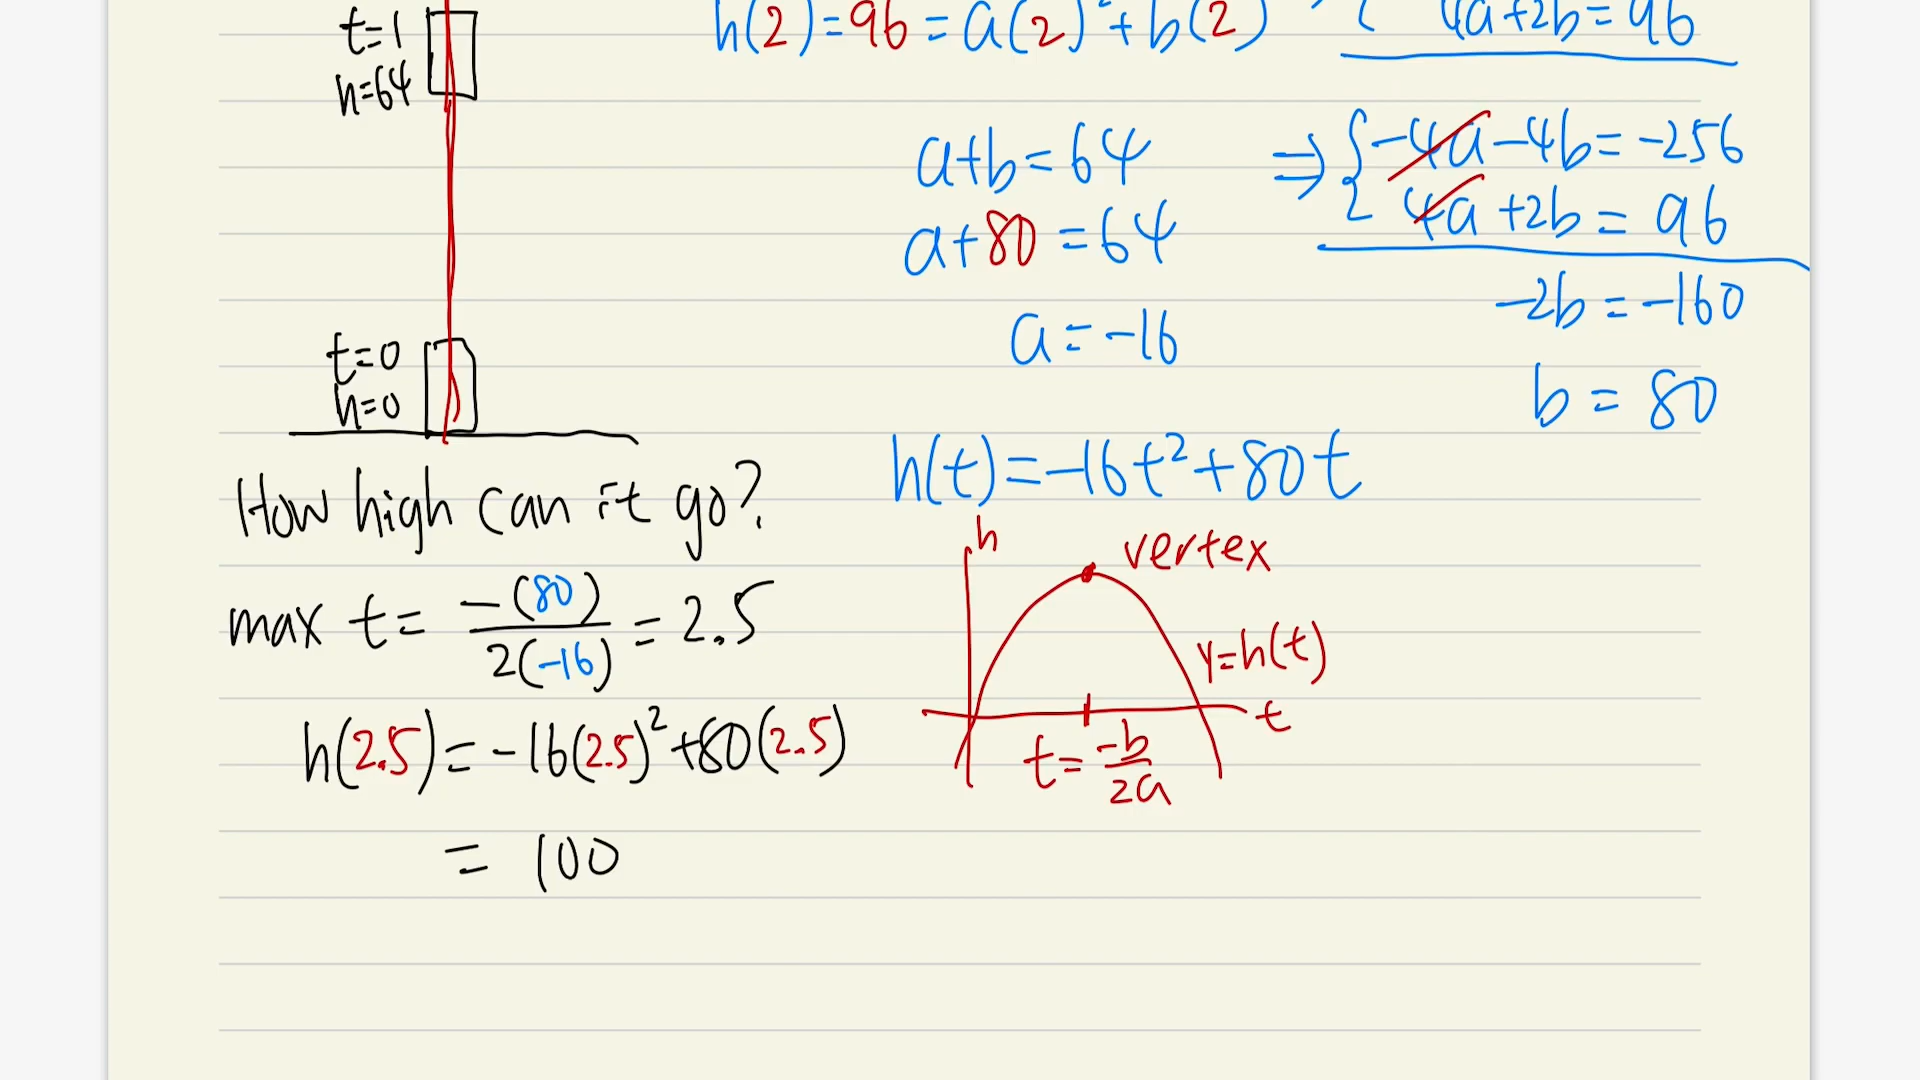 t=1
h=64
h(2)=96=a(2)²+b(2)
{ 4a+2b=96
a+b=64
a+80=64
a=-16
⇒ { -4a-4b=-256
4a+2b=96
-2b=-160
b=80
t=0
h=0
h(t)=-16t²+80t
How high can it go?
max t= -(80)/2(-16) =2.5
h(2.5)=-16(2.5)²+80(2.5)
= 100
h
vertex
y=h(t)
t
t=-b/2a